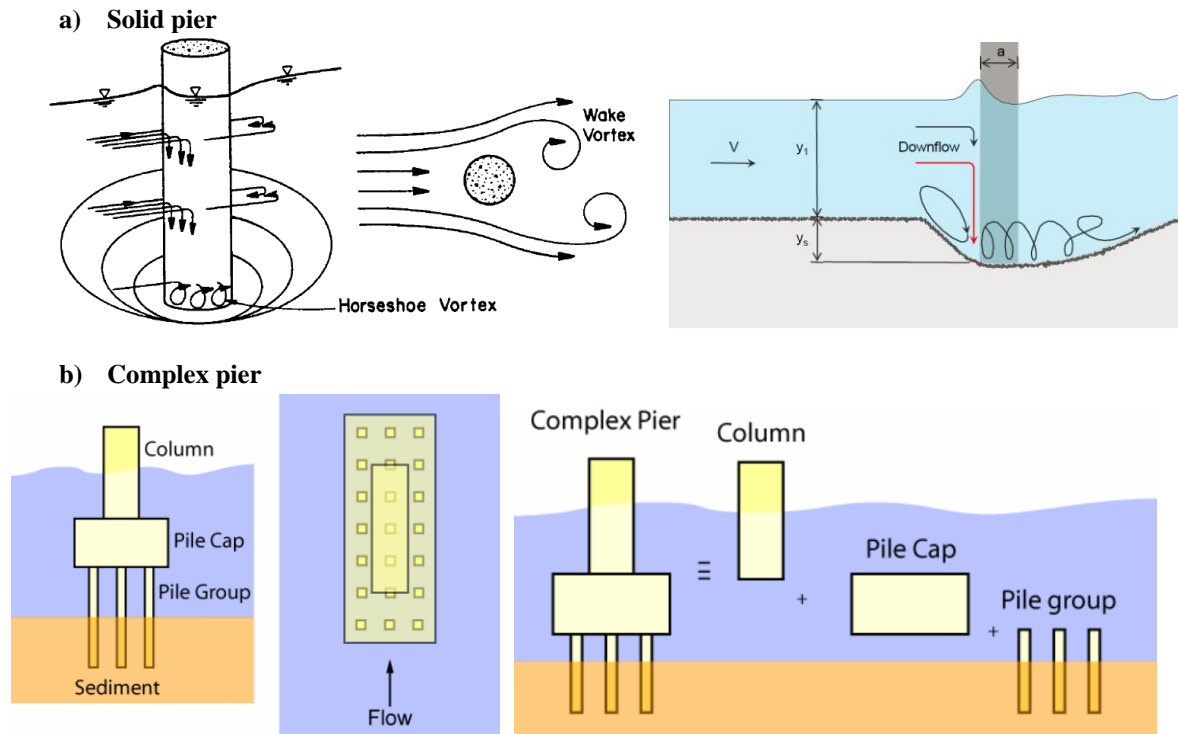 a) Solid pier
Wake
Vortex
Horseshoe Vortex
a
V
y1
Downflow
ys
b) Complex pier
Column
Pile Cap
Pile Group
Sediment
Flow
Complex Pier
Column
≡
Pile Cap
+
Pile group
+